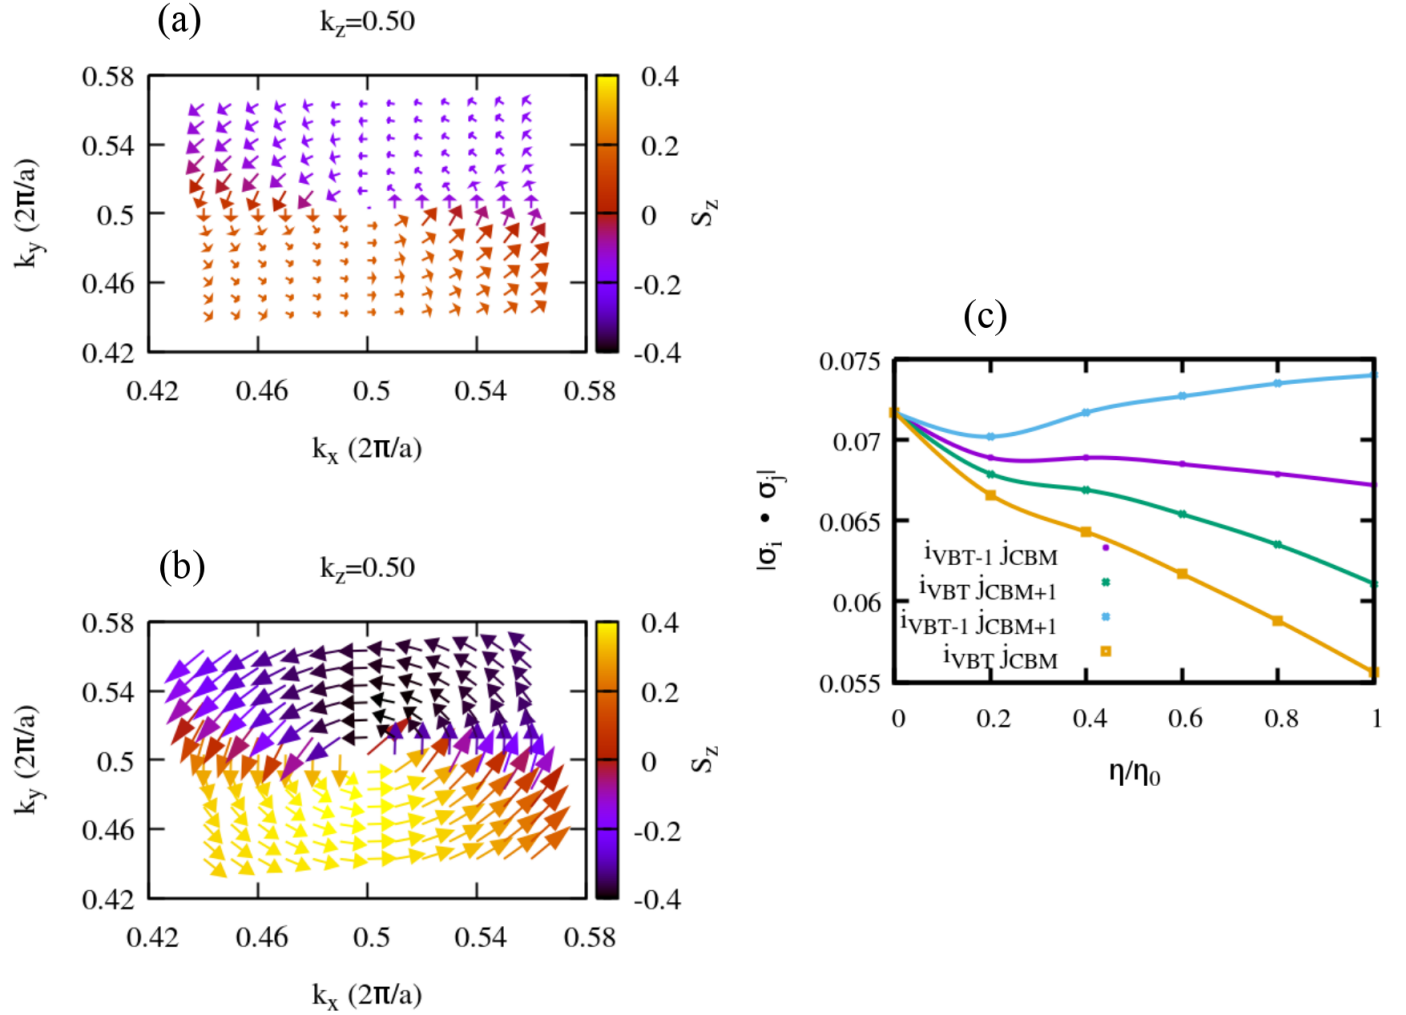 (a)
k_z=0.50
0.58
0.54
0.5
0.46
0.42
k_y (2π/a)
0.42 0.46 0.5 0.54 0.58
k_x (2π/a)
0.4
0.2
0
-0.2
-0.4
S_z
(b)
k_z=0.50
0.58
0.54
0.5
0.46
0.42
k_y (2π/a)
0.42 0.46 0.5 0.54 0.58
k_x (2π/a)
0.4
0.2
0
-0.2
-0.4
S_z
(c)
0.075
0.07
0.065
0.06
0.055
|σ_i • σ_j|
i_VBT-1 j_CBM
i_VBT j_CBM+1
i_VBT-1 j_CBM+1
i_VBT j_CBM
0 0.2 0.4 0.6 0.8 1
η/η_0